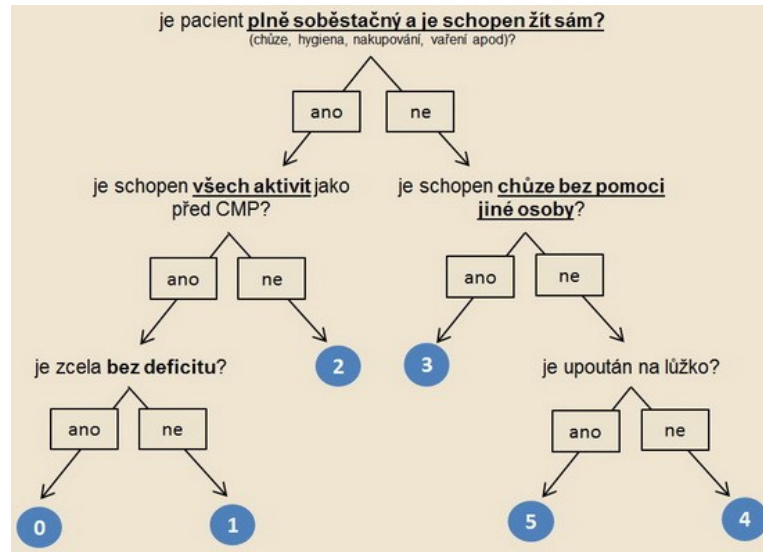 je pacient plně soběstačný a je schopen žít sám?
(chůze, hygiena, nakupování, vaření apod)?
ano
ne
je schopen všech aktivit jako
před CMP?
je schopen chůze bez pomoci
jiné osoby?
ano
ne
ano
ne
2
3
je zcela bez deficitu?
je upoután na lůžko?
ano
ne
ano
ne
0
1
5
4